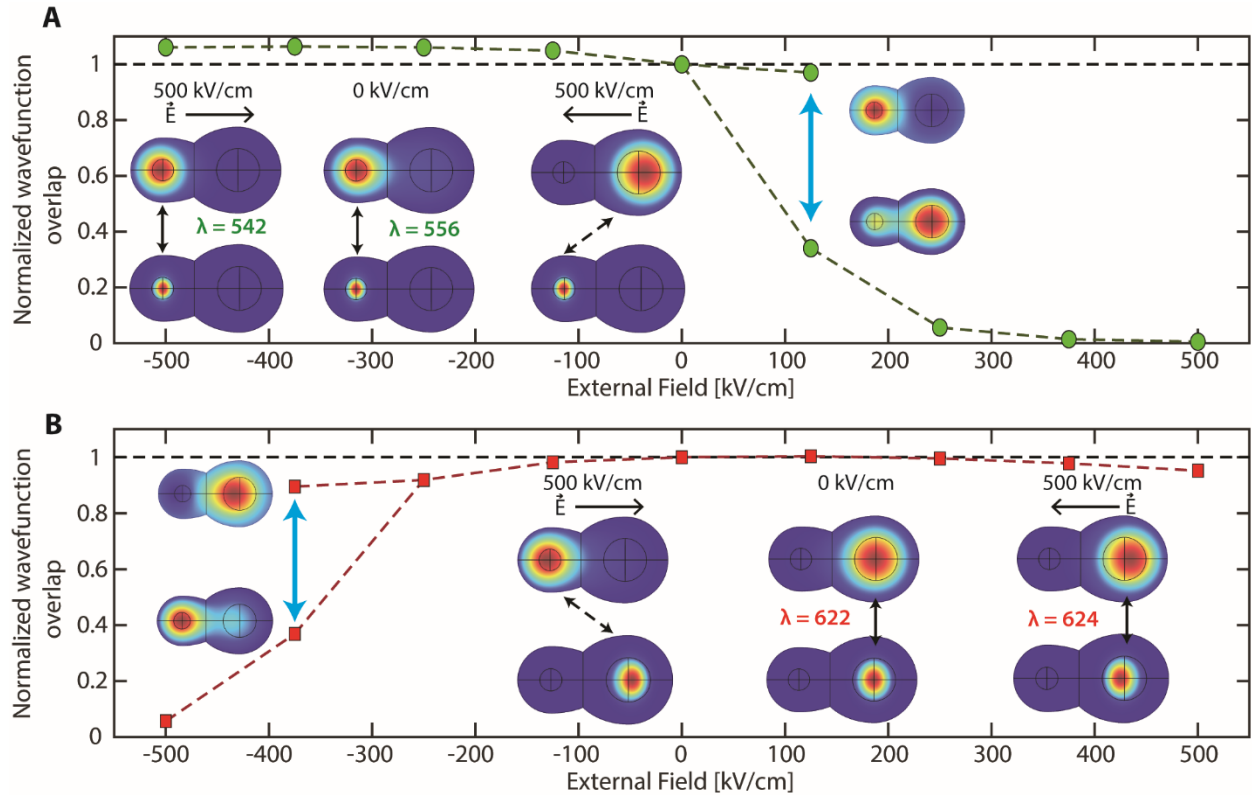 A
Normalized wavefunction
overlap
1
0.8
0.6
0.4
0.2
0
500 kV/cm
E⃗
0 kV/cm
500 kV/cm
E⃗
λ = 542
λ = 556
-500 -400 -300 -200 -100 0 100 200 300 400 500
External Field [kV/cm]
B
Normalized wavefunction
overlap
1
0.8
0.6
0.4
0.2
0
500 kV/cm
E⃗
0 kV/cm
500 kV/cm
E⃗
λ = 622
λ = 624
-500 -400 -300 -200 -100 0 100 200 300 400 500
External Field [kV/cm]